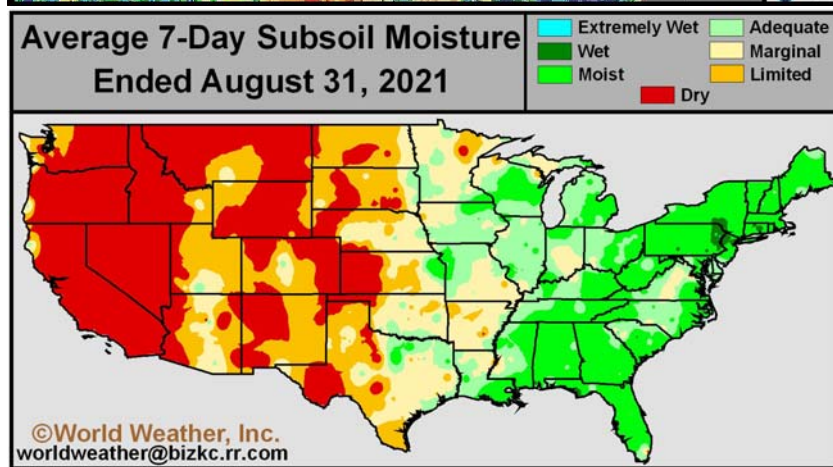 Average 7-Day Subsoil Moisture
Ended August 31, 2021
Extremely Wet
Adequate
Wet
Marginal
Moist
Limited
Dry
©World Weather, Inc.
worldweather@bizkc.rr.com